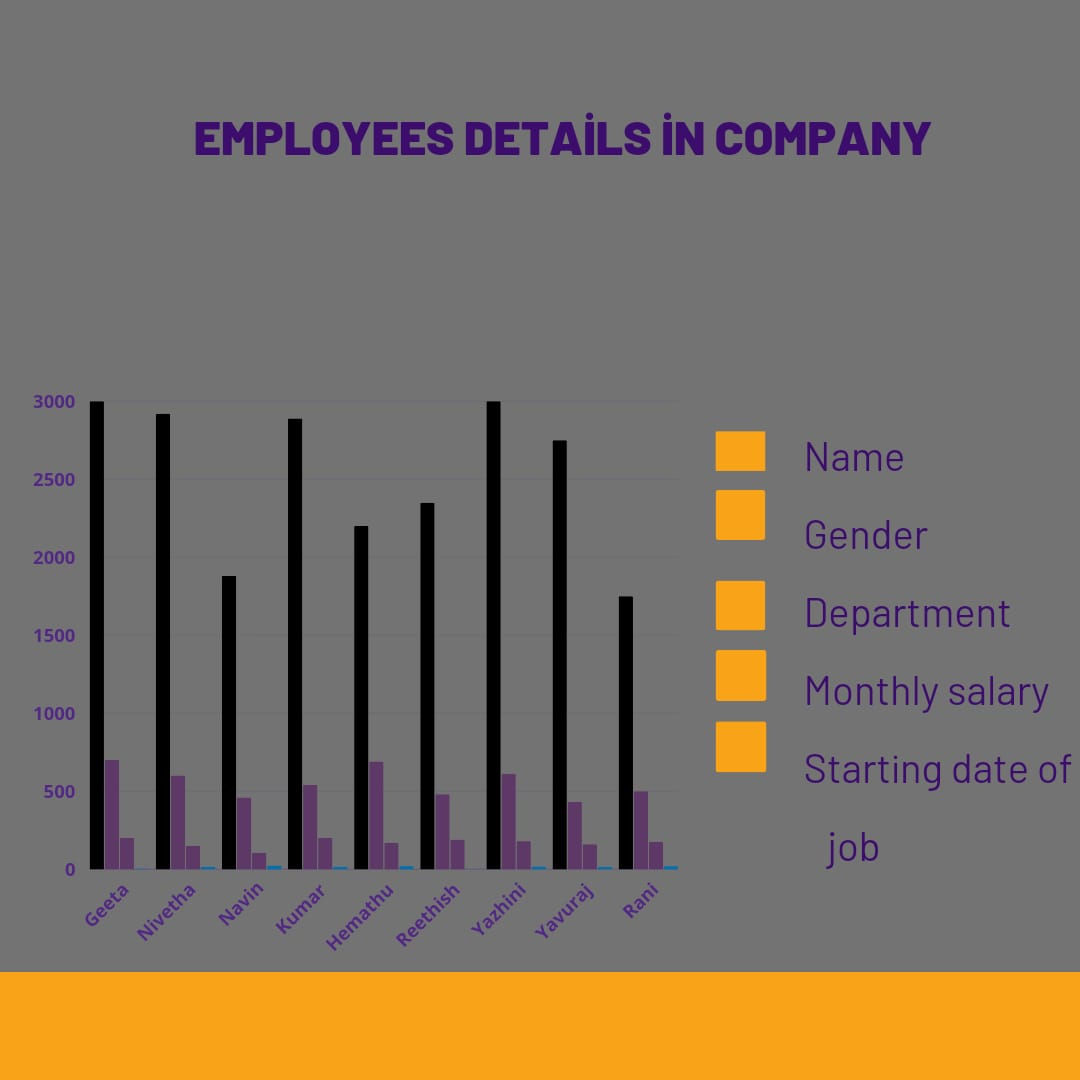 EMPLOYEES DETAİLS İN COMPANY
3000
2500
2000
1500
1000
500
0
Geeta
Nivetha
Navin
Kumar
Hemathu
Reethish
Yazhini
Yavuraj
Rani
Name
Gender
Department
Monthly salary
Starting date of
job